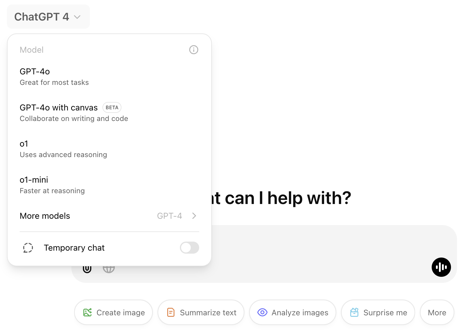 ChatGPT 4
Model
GPT-4o
Great for most tasks
GPT-4o with canvas BETA
Collaborate on writing and code
o1
Uses advanced reasoning
o1-mini
Faster at reasoning
More models GPT-4
Temporary chat
at can I help with?
Create image Summarize text Analyze images Surprise me More